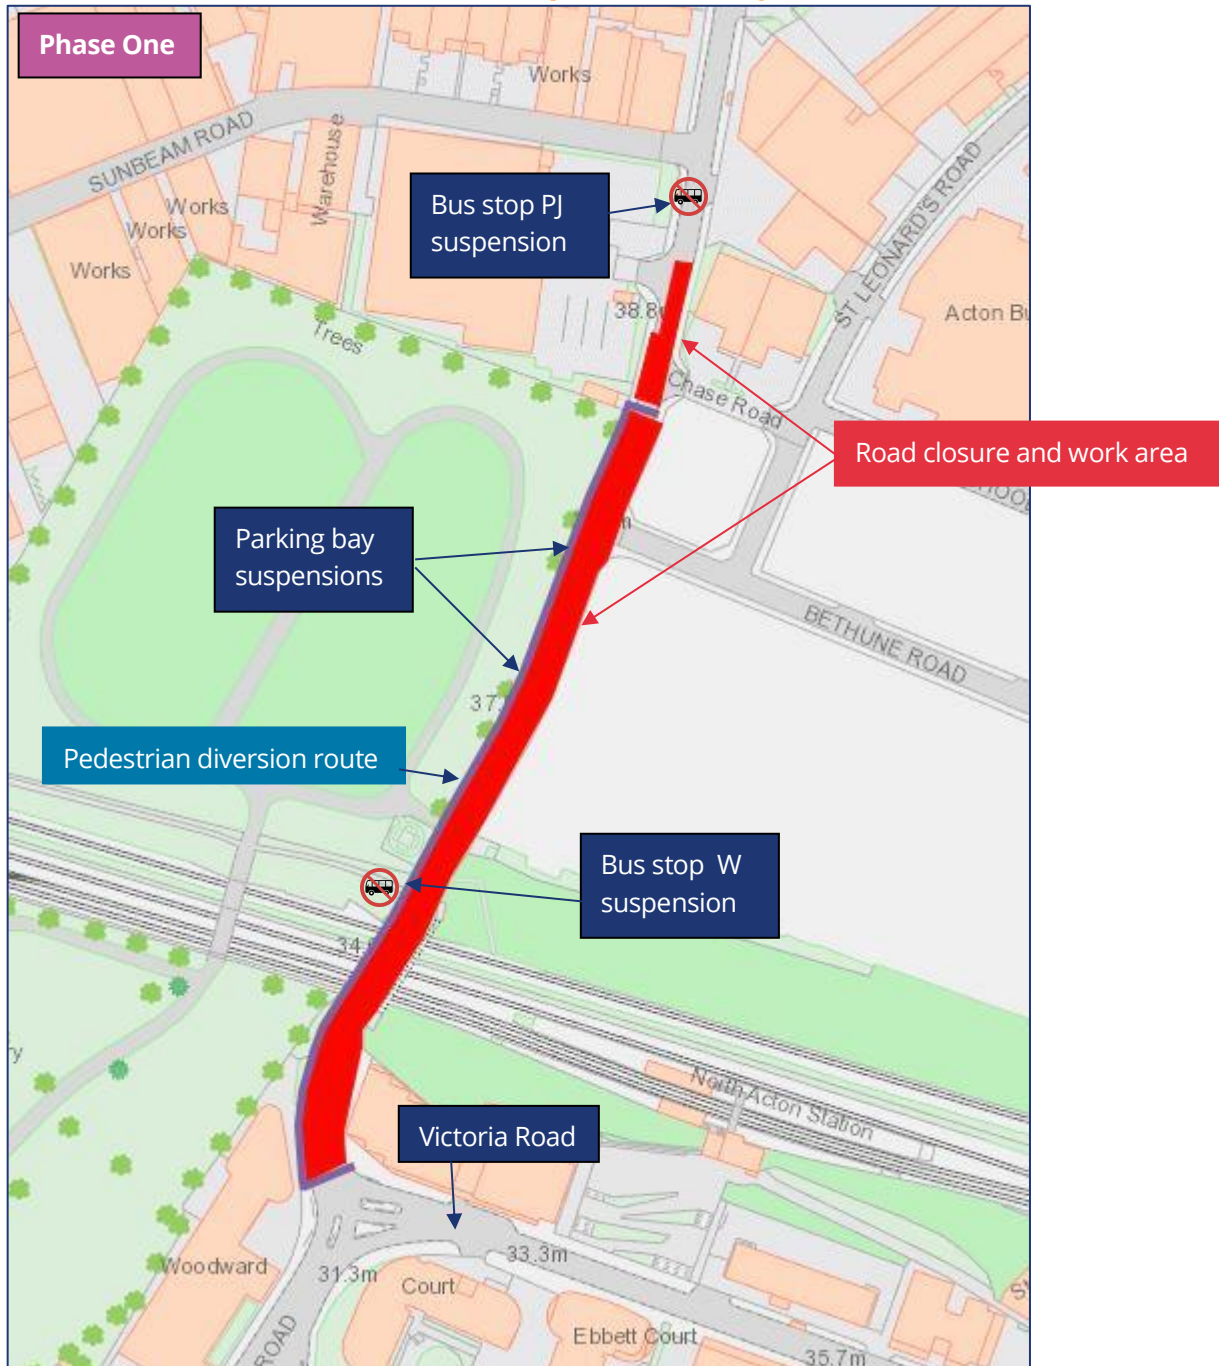 Phase One
Works
SUNBEAM ROAD
Warehouse
Works
Works
Works
Bus stop PJ
suspension
ST LEONARD'S ROAD
Acton Bu
Trees
38.8
Chase Road
Road closure and work area
Parking bay
suspensions
BETHUNE ROAD
37.
Pedestrian diversion route
Bus stop W
suspension
34.
North Acton Station
Victoria Road
Woodward
31.3m
33.3m
Court
ROAD
Ebbett Court
35.7m